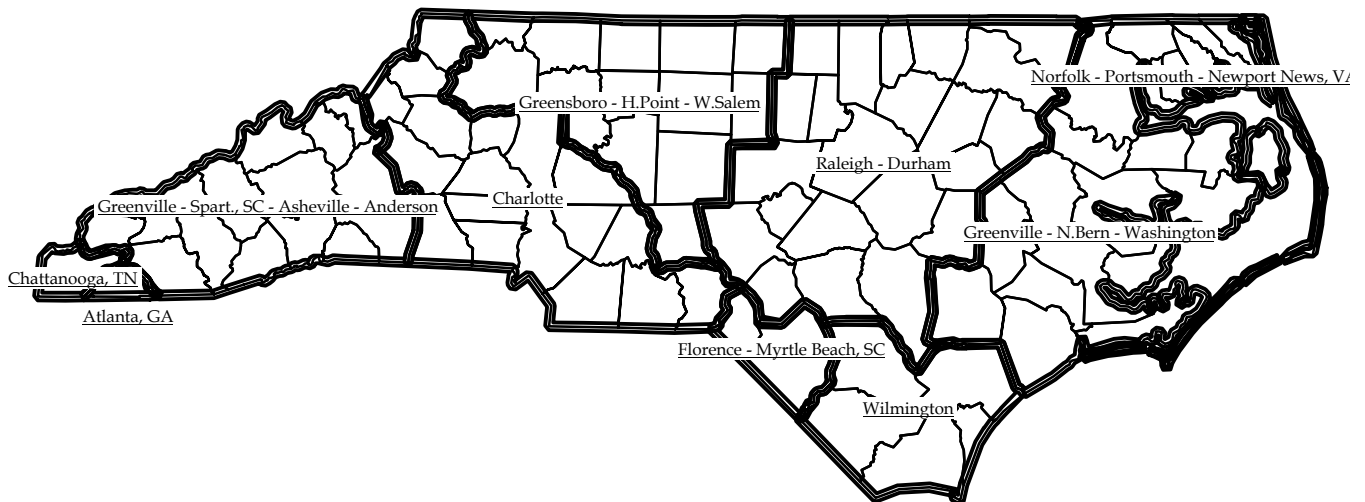 Norfolk - Portsmouth - Newport News, VA
Greensboro - H.Point - W.Salem
Raleigh - Durham
Charlotte
Greenville - Spart., SC - Asheville - Anderson
Greenville - N.Bern - Washington
Chattanooga, TN
Atlanta, GA
Florence - Myrtle Beach, SC
Wilmington